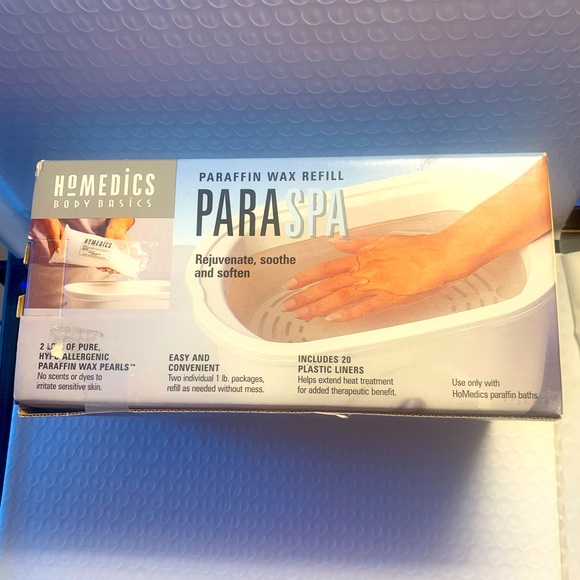 HoMEDiCS
BODY BASiCS
PARAFFIN WAX REFILL
PARASPA
Rejuvenate, soothe
and soften
HoMEDiCS
2 OF PURE,
ALLERGENIC
PARAFFIN WAX PEARLS™
No scents or dyes to
irritate sensitive skin.
EASY AND
CONVENIENT
Two individual 1 lb. packages,
refill as needed without mess.
INCLUDES 20
PLASTIC LINERS
Helps extend heat treatment
for added therapeutic benefit.
Use only with
HoMedics paraffin baths.